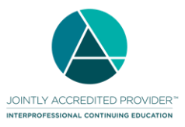 JOINTLY ACCREDITED PROVIDER™
INTERPROFESSIONAL CONTINUING EDUCATION